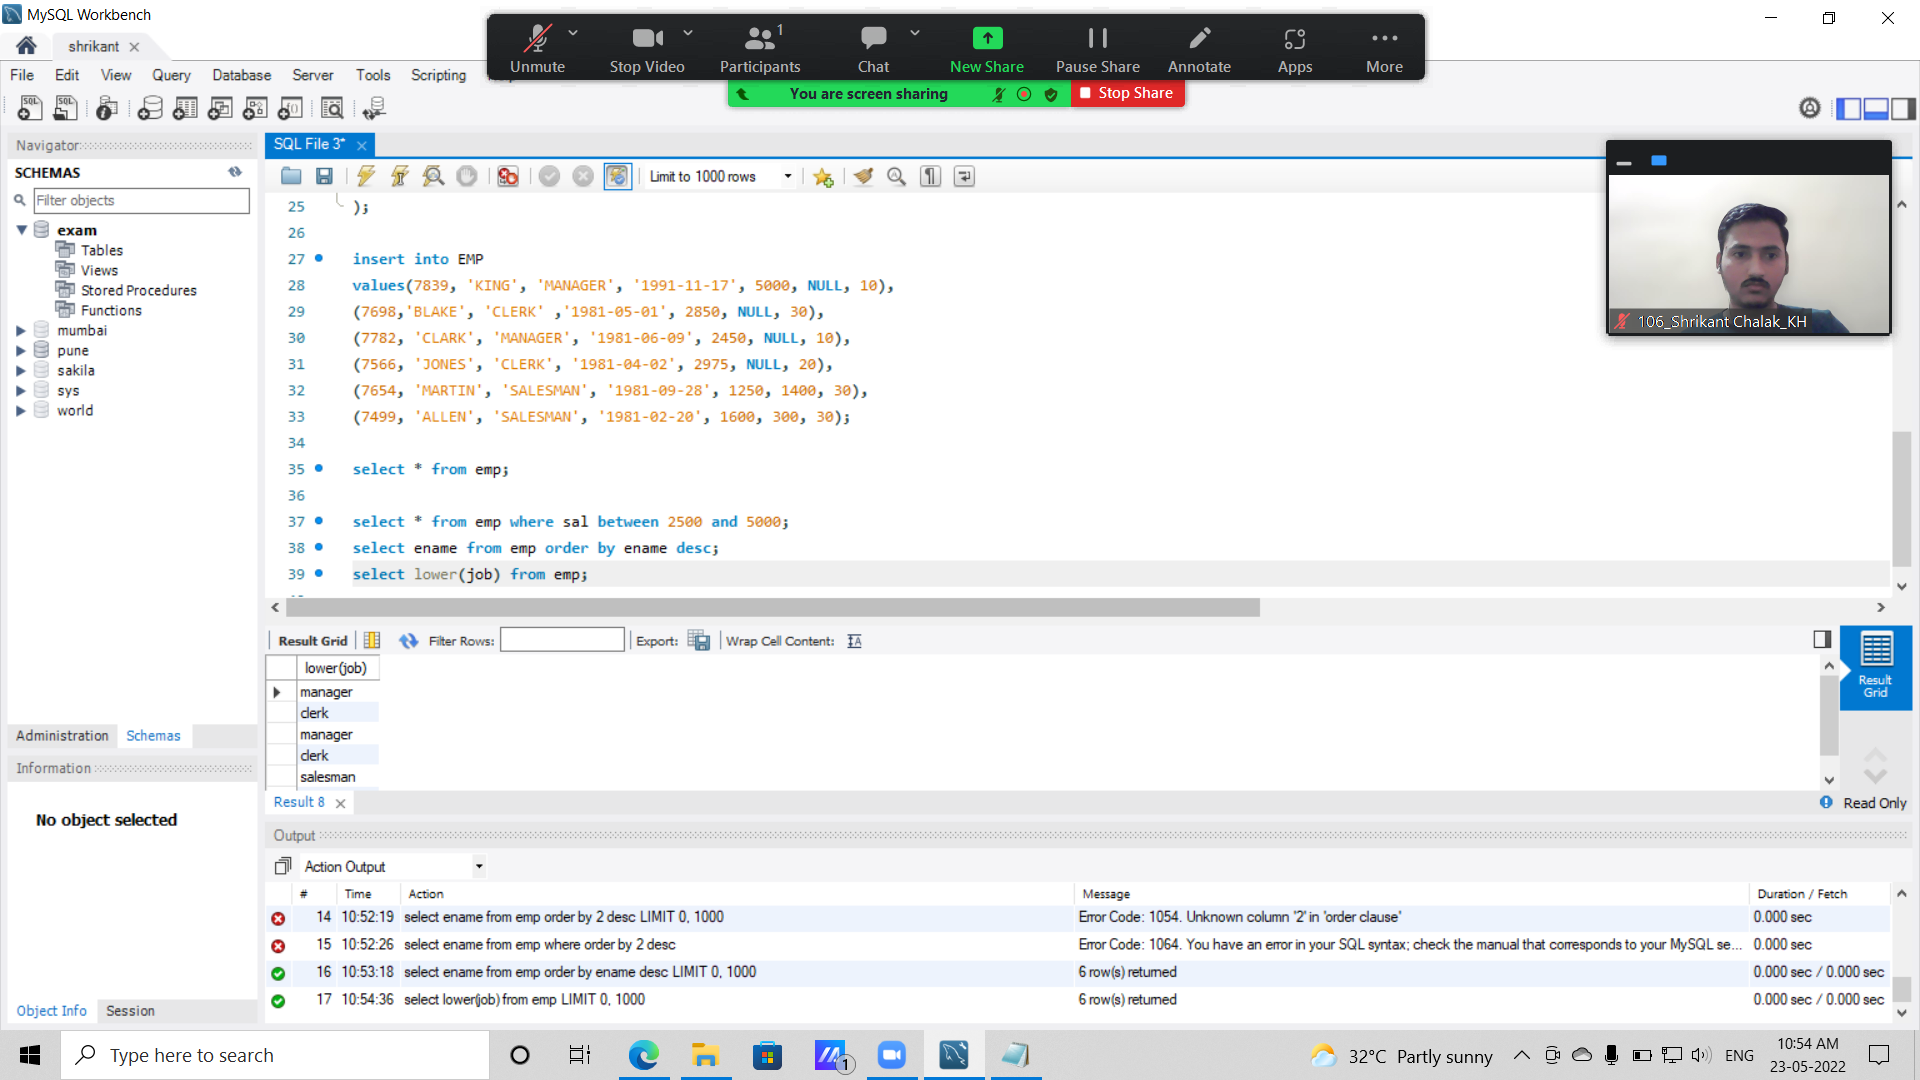 MySQL Workbench
shrikant
File Edit View Query Database Server Tools Scripting
Unmute Stop Video Participants 1 Chat New Share Pause Share Annotate Apps More
You are screen sharing Stop Share
Navigator
SCHEMAS
Filter objects
exam
Tables
Views
Stored Procedures
Functions
mumbai
pune
sakila
sys
world
Administration Schemas
Information
No object selected
Object Info Session
SQL File 3*
Limit to 1000 rows
25 );
26
27 insert into EMP
28 values(7839, 'KING', 'MANAGER', '1991-11-17', 5000, NULL, 10),
29 (7698,'BLAKE', 'CLERK' ,'1981-05-01', 2850, NULL, 30),
30 (7782, 'CLARK', 'MANAGER', '1981-06-09', 2450, NULL, 10),
31 (7566, 'JONES', 'CLERK', '1981-04-02', 2975, NULL, 20),
32 (7654, 'MARTIN', 'SALESMAN', '1981-09-28', 1250, 1400, 30),
33 (7499, 'ALLEN', 'SALESMAN', '1981-02-20', 1600, 300, 30);
34
35 select * from emp;
36
37 select * from emp where sal between 2500 and 5000;
38 select ename from emp order by ename desc;
39 select lower(job) from emp;
106_Shrikant Chalak_KH
Result Grid Filter Rows: Export: Wrap Cell Content:
lower(job)
manager
clerk
manager
clerk
salesman
Result Grid
Result 8
Read Only
Output
Action Output
# Time Action Message Duration / Fetch
14 10:52:19 select ename from emp order by 2 desc LIMIT 0, 1000 Error Code: 1054. Unknown column '2' in 'order clause' 0.000 sec
15 10:52:26 select ename from emp where order by 2 desc Error Code: 1064. You have an error in your SQL syntax; check the manual that corresponds to your MySQL se... 0.000 sec
16 10:53:18 select ename from emp order by ename desc LIMIT 0, 1000 6 row(s) returned 0.000 sec / 0.000 sec
17 10:54:36 select lower(job) from emp LIMIT 0, 1000 6 row(s) returned 0.000 sec / 0.000 sec
Type here to search
1
32°C Partly sunny
ENG
10:54 AM
23-05-2022